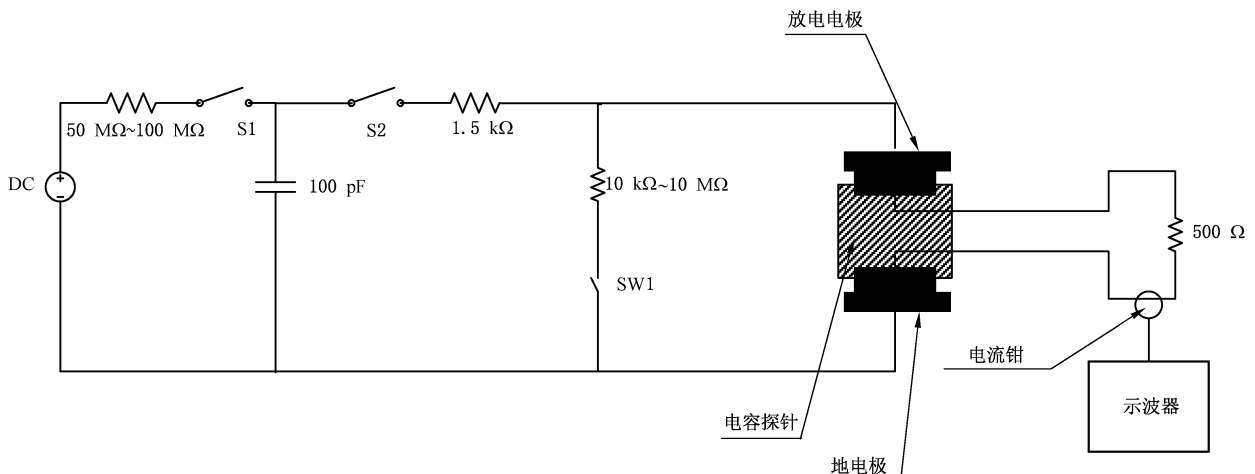 放电电极
50 MΩ~100 MΩ
S1
S2
1.5 kΩ
DC
100 pF
10 kΩ~10 MΩ
SW1
500 Ω
电流钳
示波器
电容探针
地电极